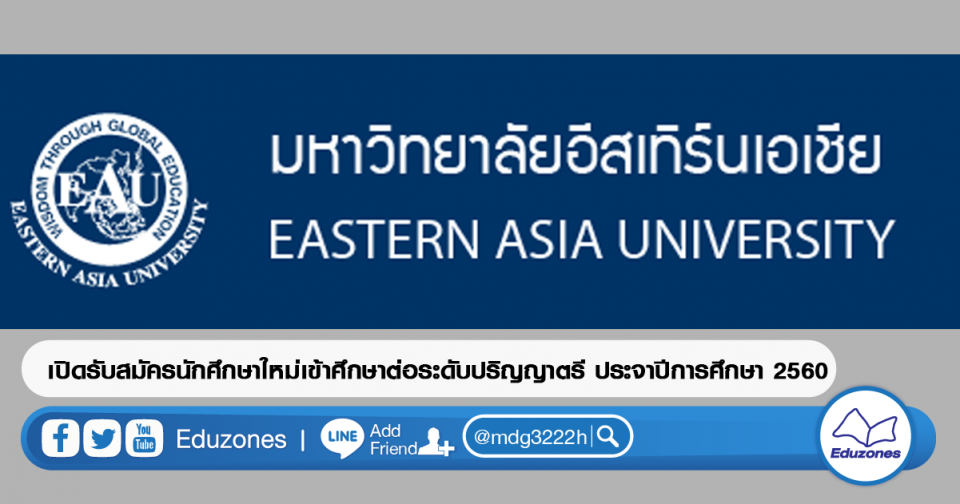 WISDOM THROUGH GLOBAL EDUCATION
EAU
EASTERN ASIA UNIVERSITY
มหาวิทยาลัยอีสเทิร์นเอเชีย
EASTERN ASIA UNIVERSITY
เปิดรับสมัครนักศึกษาใหม่เข้าศึกษาต่อระดับปริญญาตรี ประจาปีการศึกษา 2560
You
Tube
Eduzones | LINE Add
Friend @mdg3222h
Eduzones